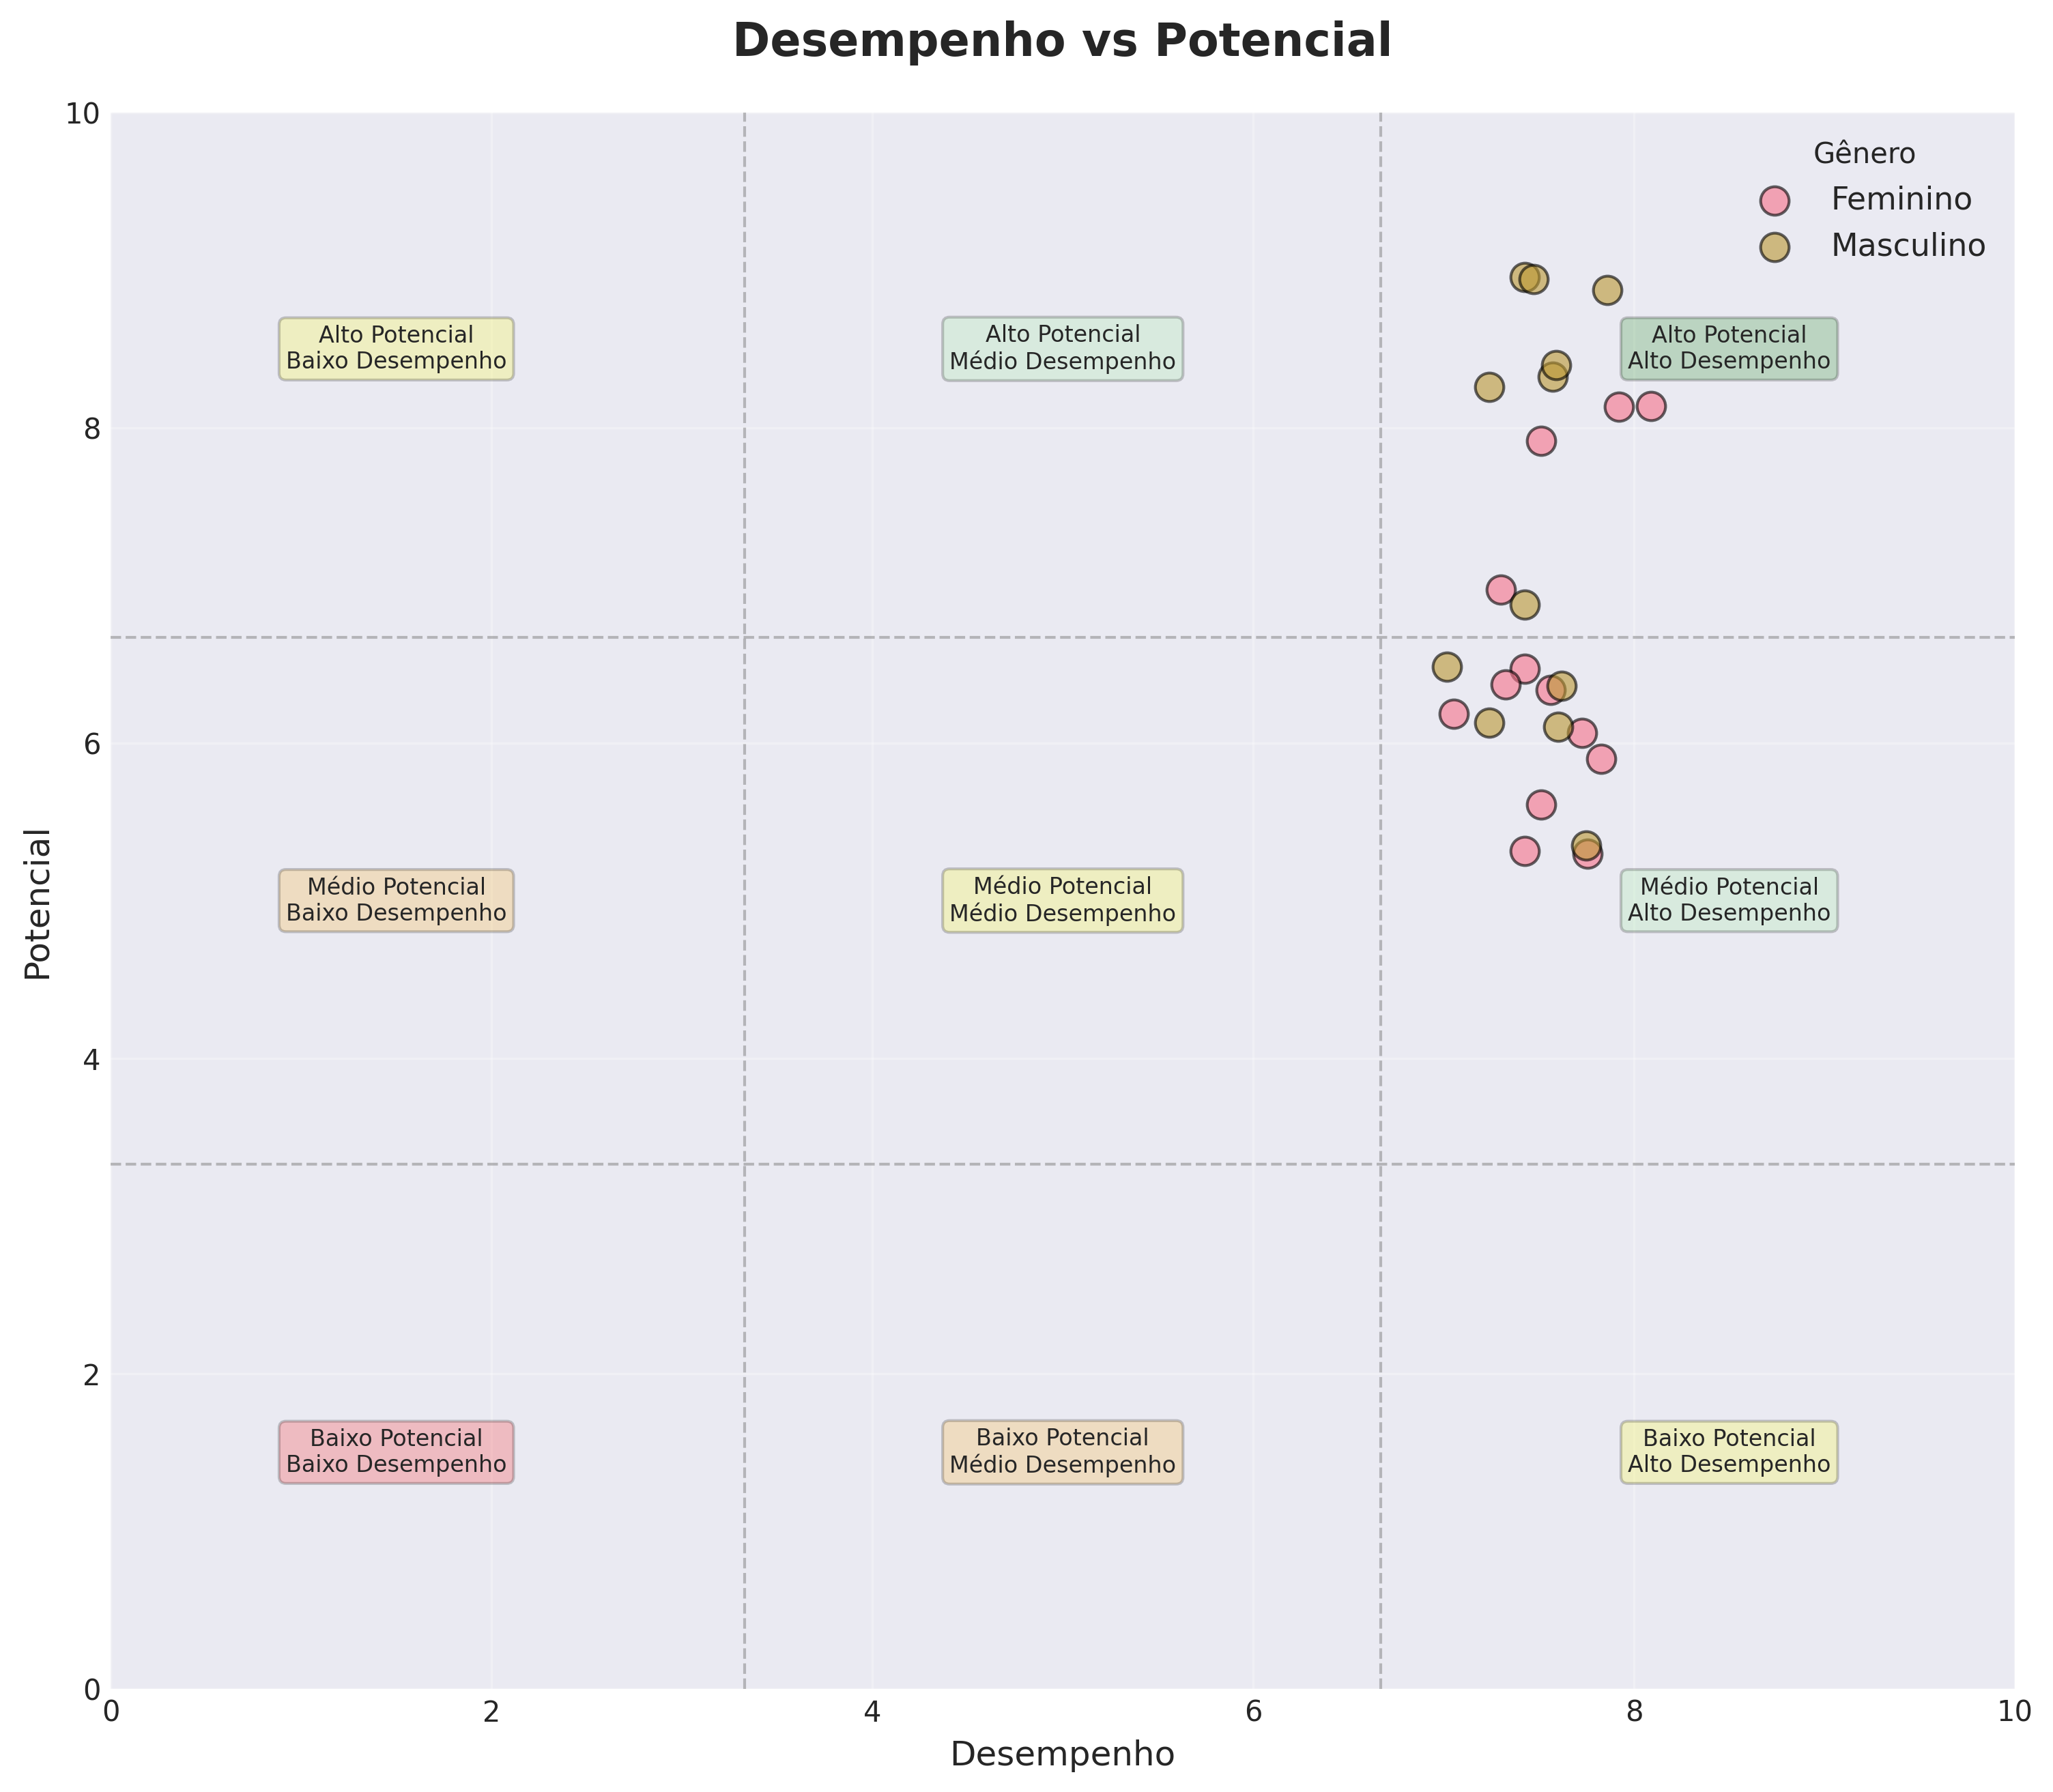 Desempenho vs Potencial
10
Gênero
Feminino
Masculino
Alto Potencial
Baixo Desempenho
Alto Potencial
Médio Desempenho
Alto Potencial
Alto Desempenho
8
6
Potencial
Médio Potencial
Baixo Desempenho
Médio Potencial
Médio Desempenho
Médio Potencial
Alto Desempenho
4
2
Baixo Potencial
Baixo Desempenho
Baixo Potencial
Médio Desempenho
Baixo Potencial
Alto Desempenho
0
0 2 4 6 8 10
Desempenho